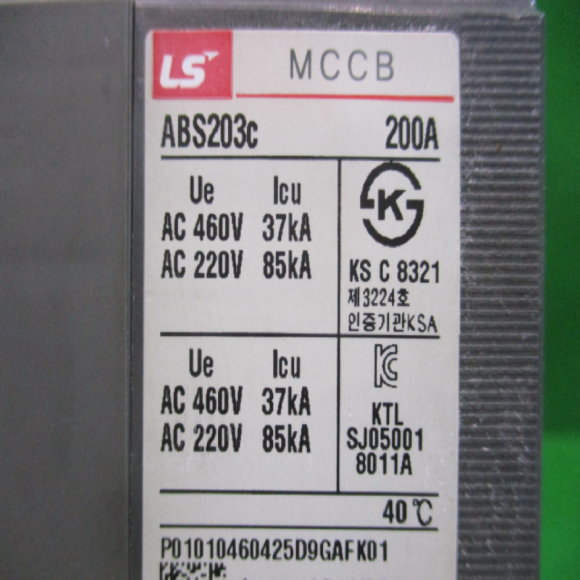 LS MCCB
ABS203c 200A
Ue Icu
AC 460V 37kA
AC 220V 85kA
K
KS C 8321
제3224호
인증기관KSA
Ue Icu
AC 460V 37kA
AC 220V 85kA
KC
KTL
SJ05001
8011A
40℃
P01010460425D9GAFK01